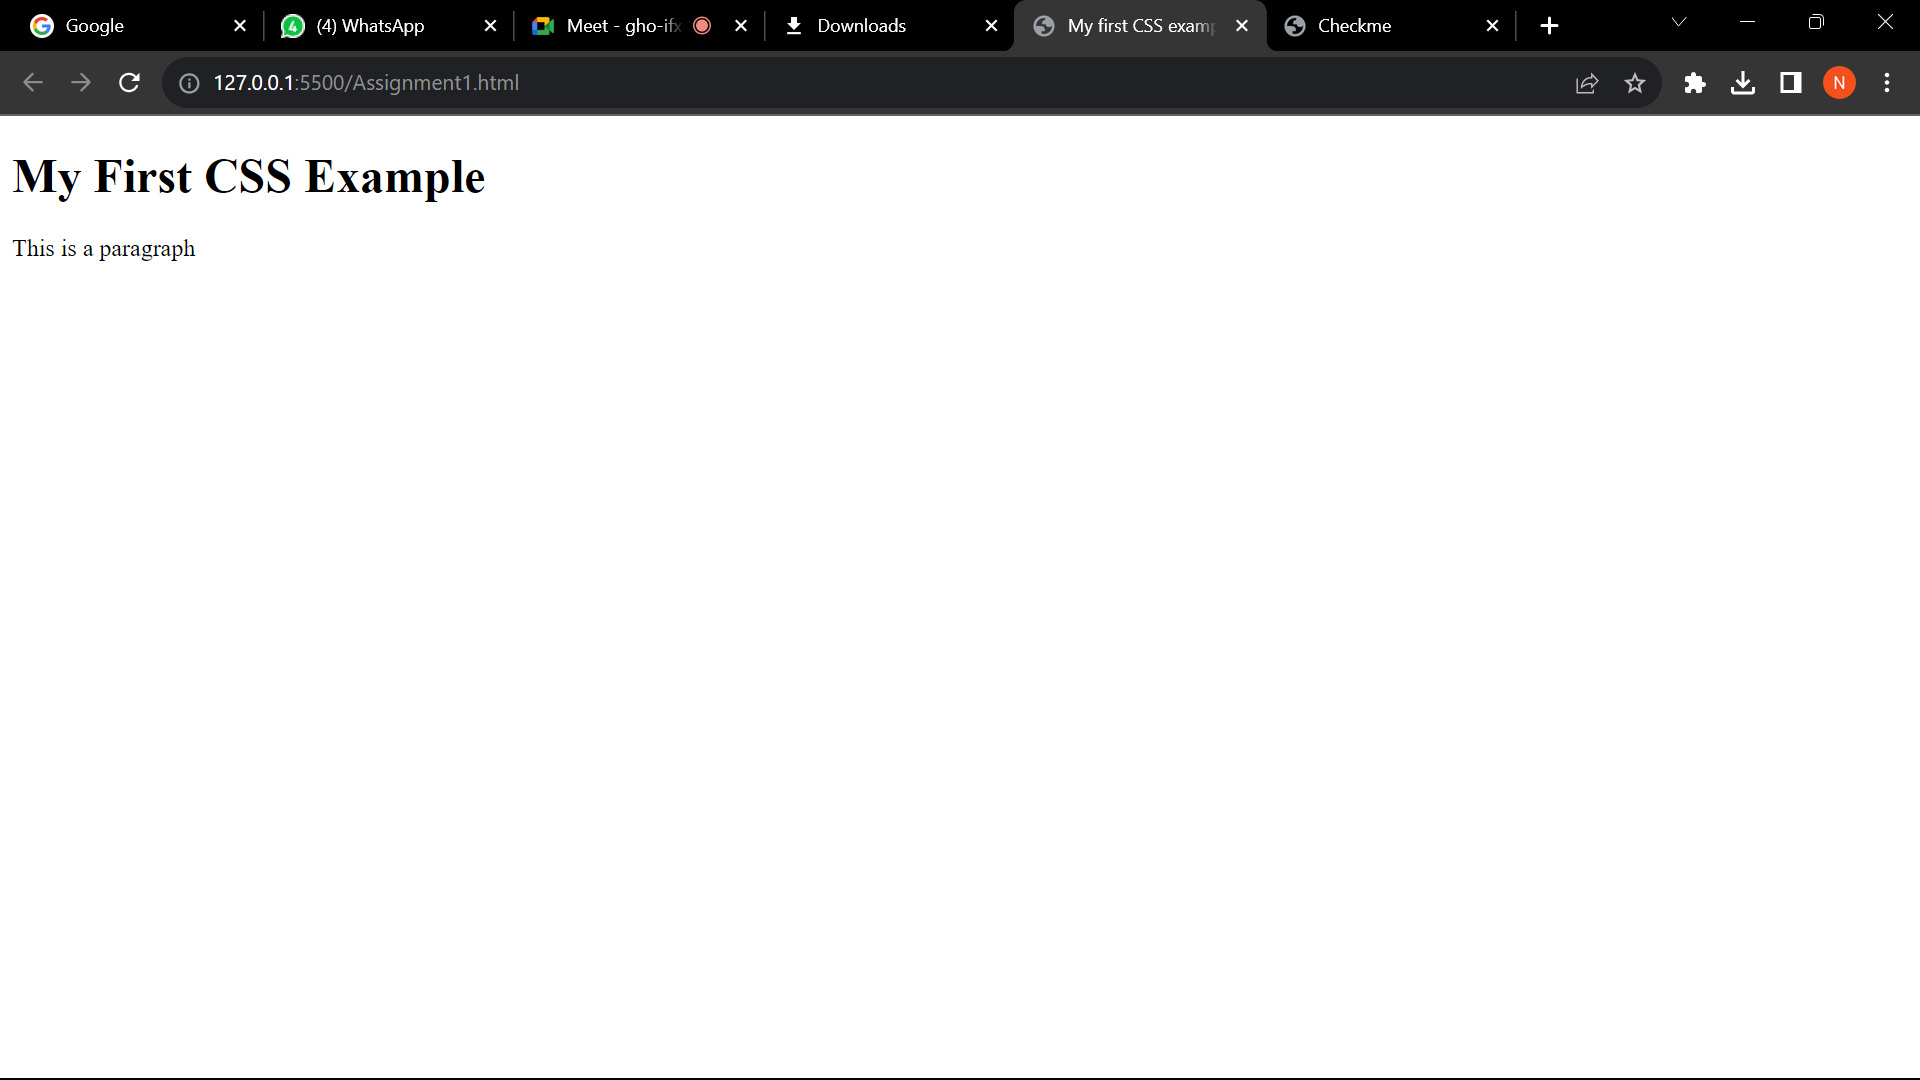 Google
(4) WhatsApp
Meet - gho-ifx
Downloads
My first CSS examp
Checkme
127.0.0.1:5500/Assignment1.html
N
My First CSS Example
This is a paragraph